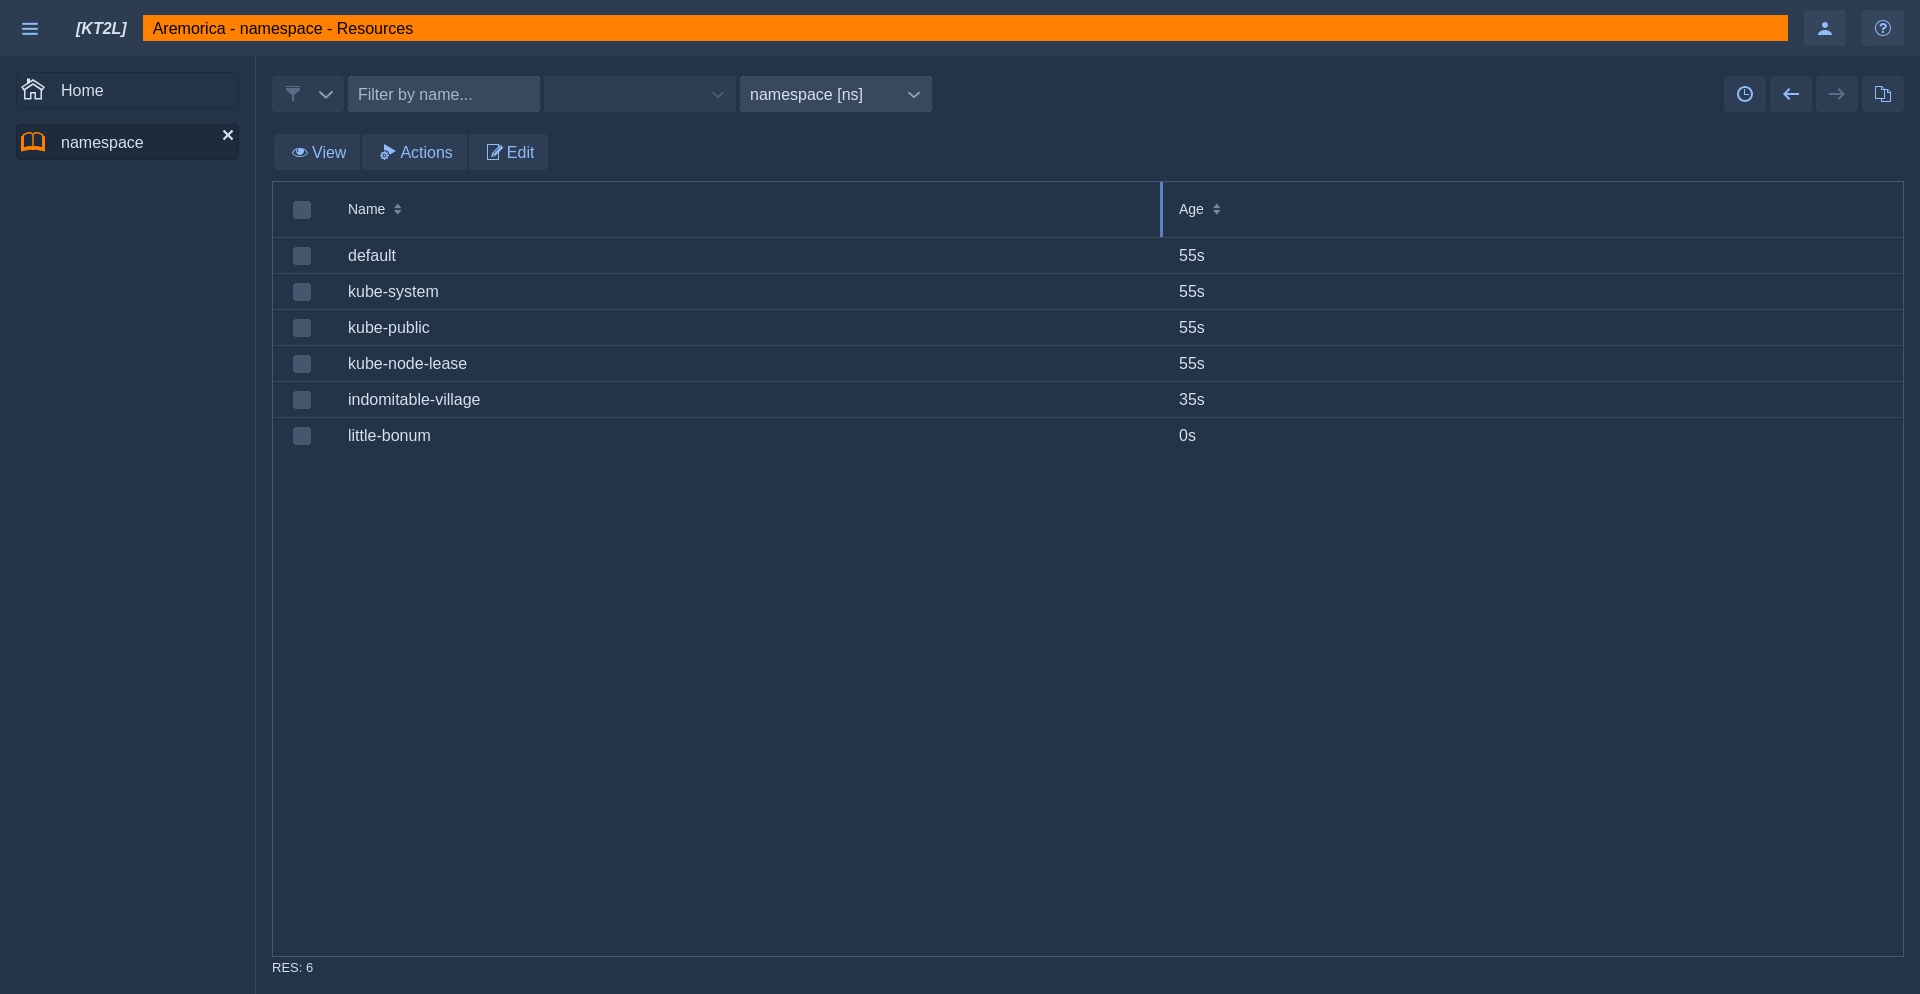 [KT2L] Aremorica - namespace - Resources
Home
namespace
Filter by name... namespace [ns]
View Actions Edit
Name Age
default 55s
kube-system 55s
kube-public 55s
kube-node-lease 55s
indomitable-village 35s
little-bonum 0s
RES: 6